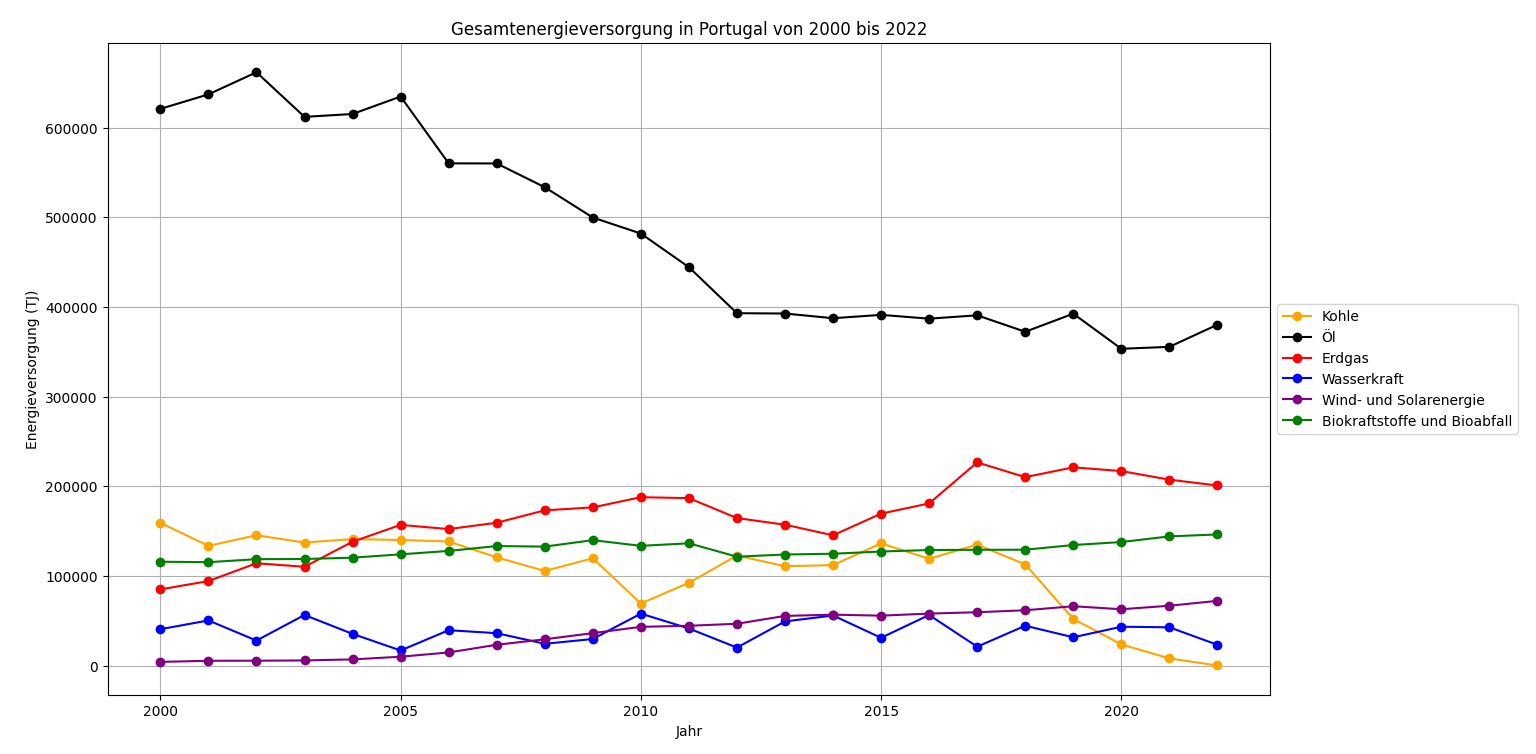 Gesamtenergieversorgung in Portugal von 2000 bis 2022
Energieversorgung (TJ)
600000
500000
400000
300000
200000
100000
0
2000
2005
2010
2015
2020
Jahr
Kohle
Öl
Erdgas
Wasserkraft
Wind- und Solarenergie
Biokraftstoffe und Bioabfall